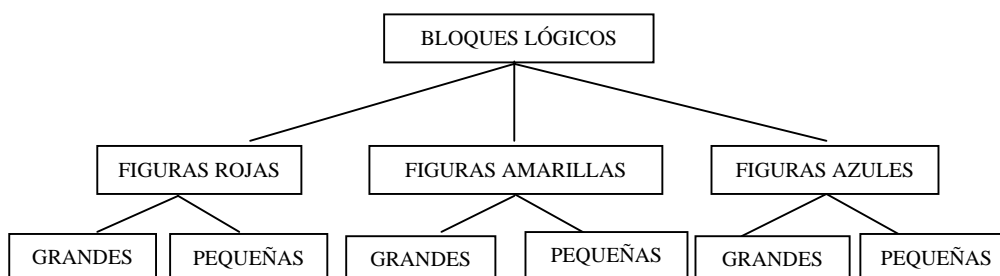 BLOQUES LÓGICOS
FIGURAS ROJAS
FIGURAS AMARILLAS
FIGURAS AZULES
GRANDES
PEQUEÑAS
GRANDES
PEQUEÑAS
GRANDES
PEQUEÑAS